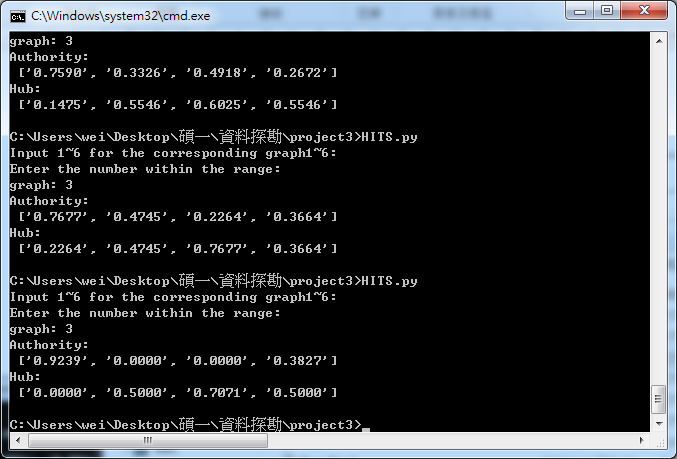 C:\Windows\system32\cmd.exe
graph: 3
Authority:
['0.7590', '0.3326', '0.4918', '0.2672']
Hub:
['0.1475', '0.5546', '0.6025', '0.5546']
C:\Users\wei\Desktop\碩一\資料探勘\project3>HITS.py
Input 1~6 for the corresponding graph1~6:
Enter the number within the range:
graph: 3
Authority:
['0.7677', '0.4745', '0.2264', '0.3664']
Hub:
['0.2264', '0.4745', '0.7677', '0.3664']
C:\Users\wei\Desktop\碩一\資料探勘\project3>HITS.py
Input 1~6 for the corresponding graph1~6:
Enter the number within the range:
graph: 3
Authority:
['0.9239', '0.0000', '0.0000', '0.3827']
Hub:
['0.0000', '0.5000', '0.7071', '0.5000']
C:\Users\wei\Desktop\碩一\資料探勘\project3>